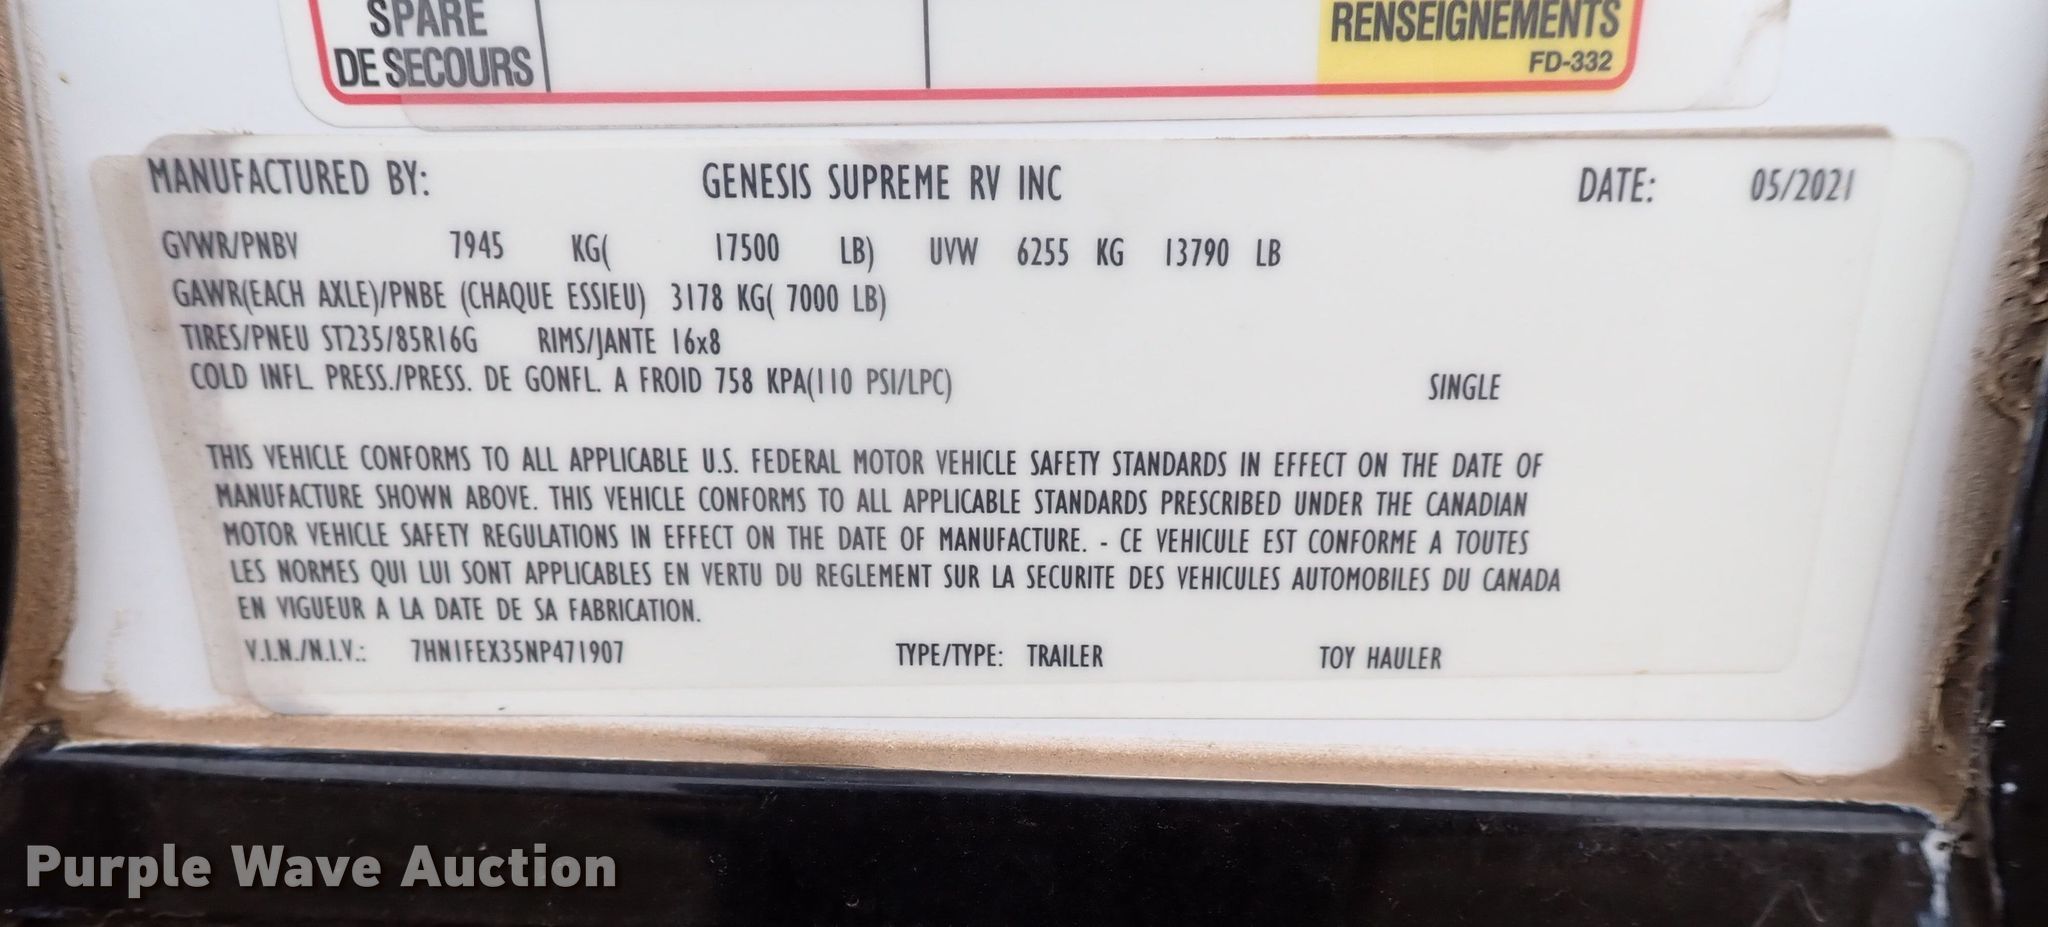 SPARE
DE SECOURS
RENSEIGNEMENTS
FD-332
MANUFACTURED BY: GENESIS SUPREME RV INC DATE: 05/2021
GVWR/PNBV 7945 KG( 17500 LB) UVW 6255 KG 13790 LB
GAWR(EACH AXLE)/PNBE (CHAQUE ESSIEU) 3178 KG( 7000 LB)
TIRES/PNEU ST235/85R16G RIMS/JANTE 16x8
COLD INFL. PRESS./PRESS. DE GONFL. A FROID 758 KPA(110 PSI/LPC) SINGLE
THIS VEHICLE CONFORMS TO ALL APPLICABLE U.S. FEDERAL MOTOR VEHICLE SAFETY STANDARDS IN EFFECT ON THE DATE OF
MANUFACTURE SHOWN ABOVE. THIS VEHICLE CONFORMS TO ALL APPLICABLE STANDARDS PRESCRIBED UNDER THE CANADIAN
MOTOR VEHICLE SAFETY REGULATIONS IN EFFECT ON THE DATE OF MANUFACTURE. - CE VEHICULE EST CONFORME A TOUTES
LES NORMES QUI LUI SONT APPLICABLES EN VERTU DU REGLEMENT SUR LA SECURITE DES VEHICULES AUTOMOBILES DU CANADA
EN VIGUEUR A LA DATE DE SA FABRICATION.
V.I.N./N.I.V.: 7HN1FEX35NP471907 TYPE/TYPE: TRAILER TOY HAULER
Purple Wave Auction